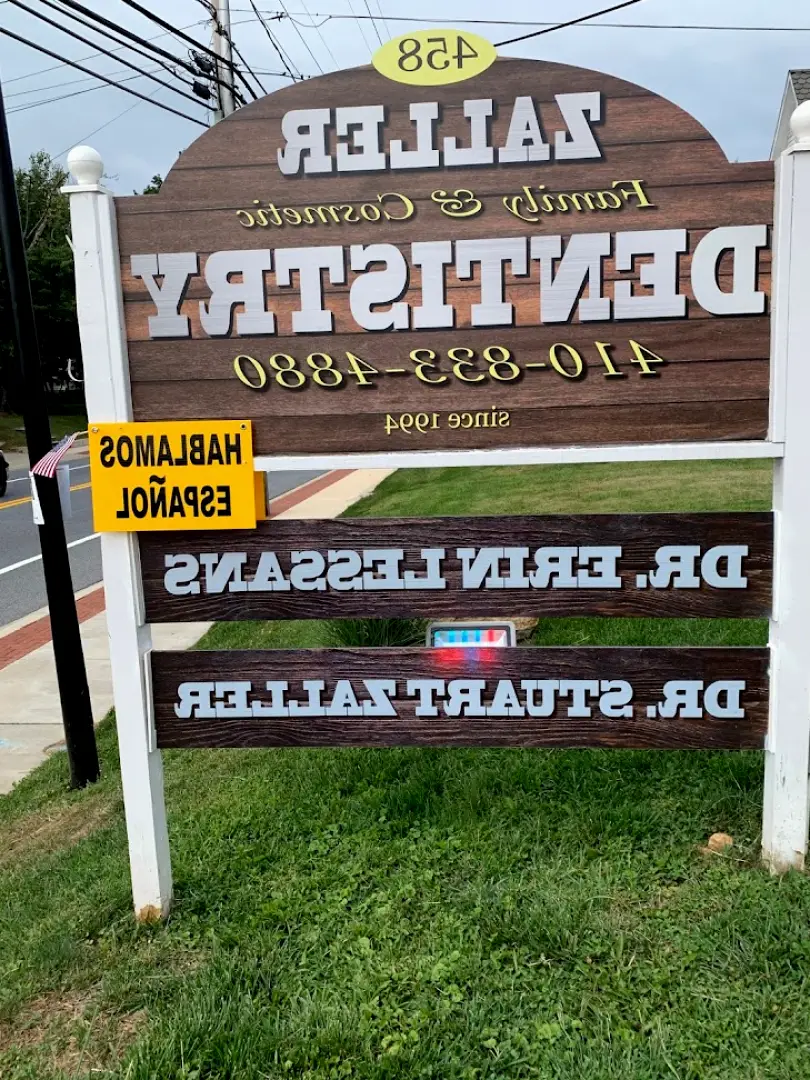 458
ZALLER
Family & Cosmetic
DENTISTRY
410-833-4880
since 1994
HABLAMOS
ESPAÑOL
DR. ERIN LESSANS
DR. STUART ZALLER